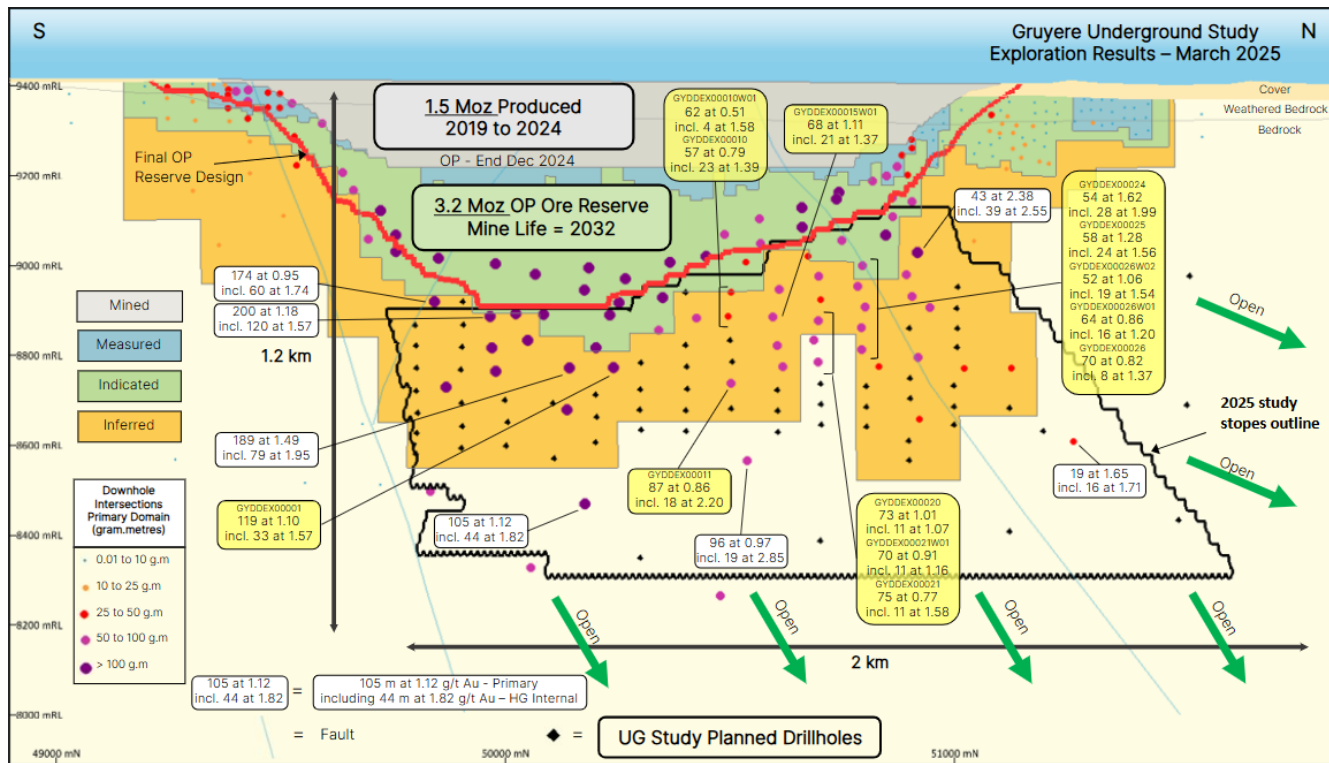 S
Gruyere Underground Study
Exploration Results – March 2025
N
9400 mRL
Cover
Weathered Bedrock
Bedrock
1.5 Moz Produced
2019 to 2024
OP - End Dec 2024
GYDDEX00010W01
62 at 0.51
incl. 4 at 1.58
GYDDEX00010
57 at 0.79
incl. 23 at 1.39
GYDDEX00015W01
68 at 1.11
incl. 21 at 1.37
Final OP
Reserve Design
9200 mRL
3.2 Moz OP Ore Reserve
Mine Life = 2032
43 at 2.38
incl. 39 at 2.55
GYDDEX00024
54 at 1.62
incl. 28 at 1.99
GYDDEX00025
58 at 1.28
incl. 24 at 1.56
GYDDEX00026W02
52 at 1.06
incl. 19 at 1.54
GYDDEX00026W01
64 at 0.86
incl. 16 at 1.20
GYDDEX00026
70 at 0.82
incl. 8 at 1.37
9000 mRL
174 at 0.95
incl. 60 at 1.74
200 at 1.18
incl. 120 at 1.57
Open
Mined
Measured
Indicated
Inferred
8800 mRL
1.2 km
2025 study
stopes outline
189 at 1.49
incl. 79 at 1.95
8600 mRL
Open
19 at 1.65
incl. 16 at 1.71
GYDDEX00001
119 at 1.10
incl. 33 at 1.57
GYDDEX00011
87 at 0.86
incl. 18 at 2.20
105 at 1.12
incl. 44 at 1.82
96 at 0.97
incl. 19 at 2.85
GYDDEX00020
73 at 1.01
incl. 11 at 1.07
GYDDEX00021W01
70 at 0.91
incl. 11 at 1.16
GYDDEX00021
75 at 0.77
incl. 11 at 1.58
Downhole
Intersections
Primary Domain
(gram.metres)
0.01 to 10 g.m
10 to 25 g.m
25 to 50 g.m
50 to 100 g.m
> 100 g.m
8400 mRL
8200 mRL
Open
Open
Open
Open
2 km
105 at 1.12
incl. 44 at 1.82
=
105 m at 1.12 g/t Au - Primary
including 44 m at 1.82 g/t Au – HG Internal
8000 mRL
= Fault
= UG Study Planned Drillholes
49000 mN
50000 mN
51000 mN